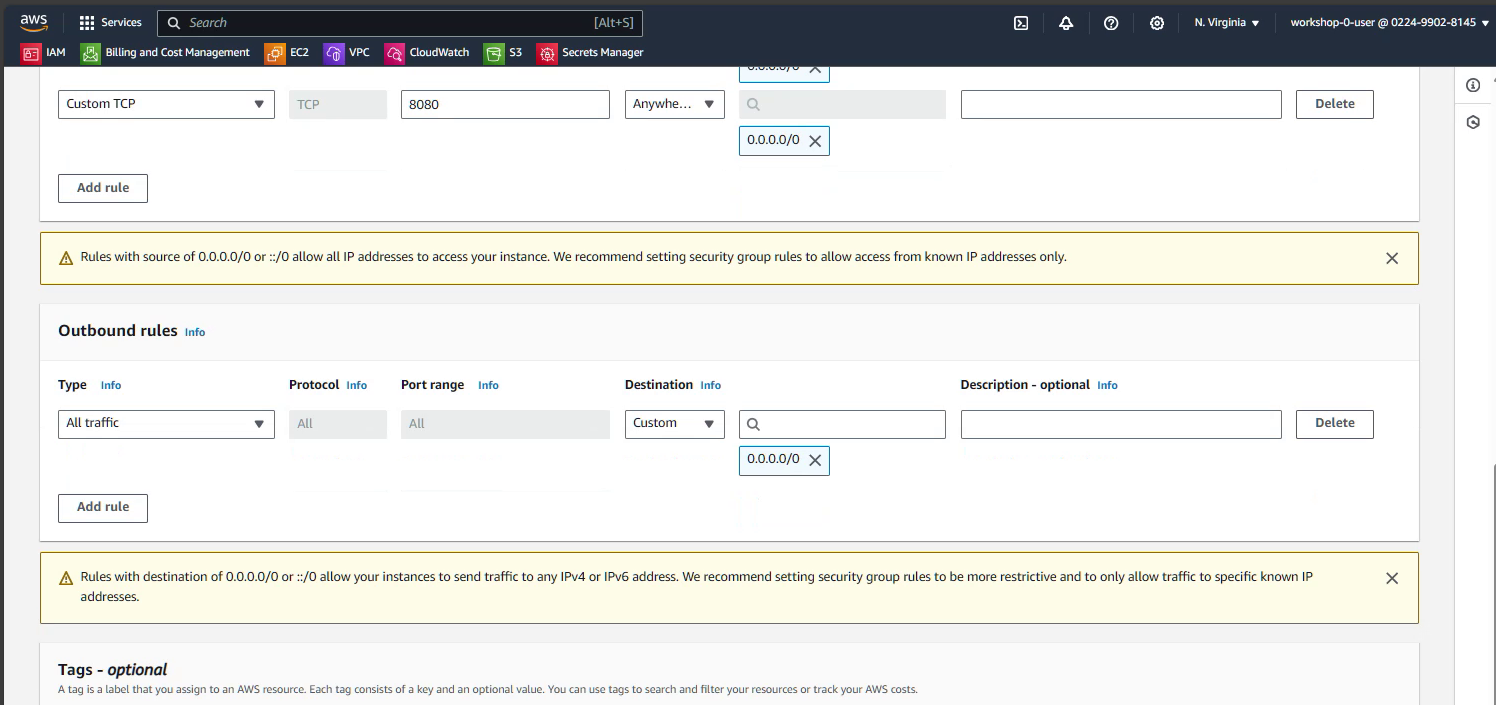 aws Services Search [Alt+S] N. Virginia workshop-0-user @ 0224-9902-8145
IAM Billing and Cost Management EC2 VPC CloudWatch S3 Secrets Manager
0.0.0.0/0
Custom TCP TCP 8080 Anywhe... Delete
0.0.0.0/0
Add rule
Rules with source of 0.0.0.0/0 or ::/0 allow all IP addresses to access your instance. We recommend setting security group rules to allow access from known IP addresses only.
Outbound rules Info
Type Info Protocol Info Port range Info Destination Info Description - optional Info
All traffic All All Custom Delete
0.0.0.0/0
Add rule
Rules with destination of 0.0.0.0/0 or ::/0 allow your instances to send traffic to any IPv4 or IPv6 address. We recommend setting security group rules to be more restrictive and to only allow traffic to specific known IP
addresses.
Tags - optional
A tag is a label that you assign to an AWS resource. Each tag consists of a key and an optional value. You can use tags to search and filter your resources or track your AWS costs.